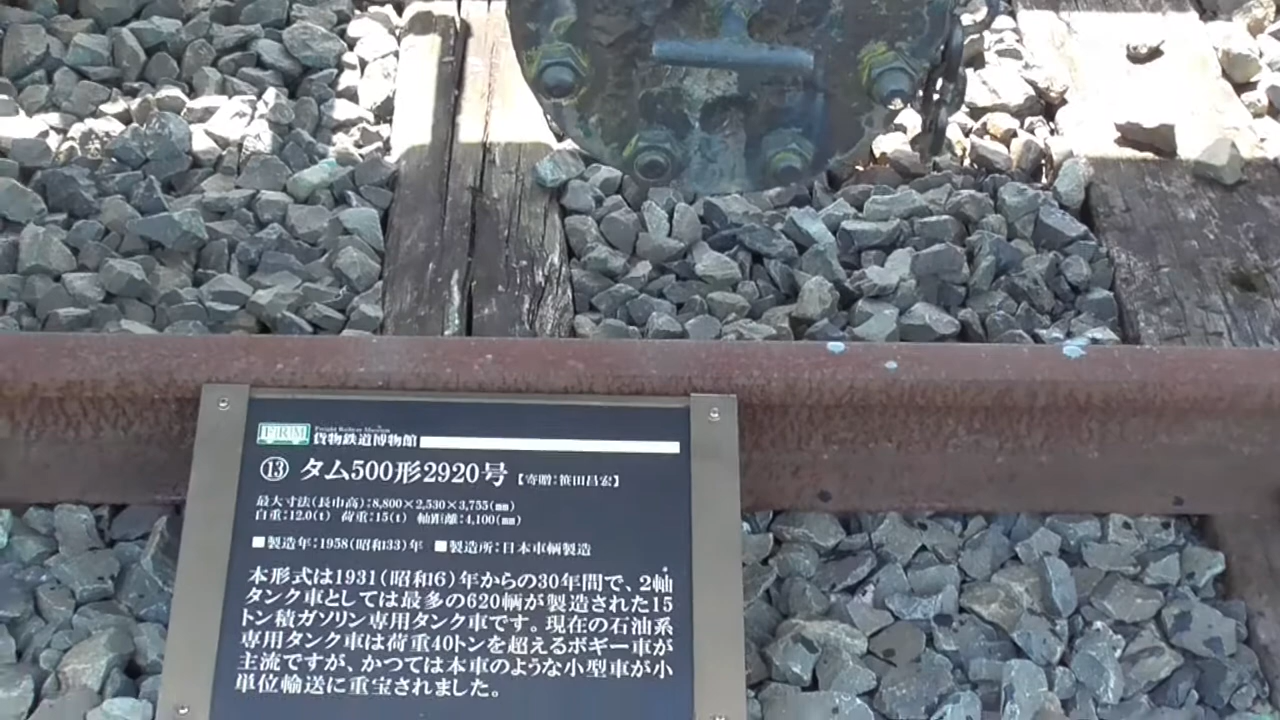 FRM
Freight Railway Museum
貨物鉄道博物館
⑬ タム500形2920号【寄贈:笹田昌宏】
最大寸法(長巾高):8,800×2,530×3,755(㎜)
自重:12.0(t) 荷重:15(t) 軸距離:4,100(㎜)
■製造年:1958(昭和33)年 ■製造所:日本車輌製造
本形式は1931(昭和6)年からの30年間で、2軸
タンク車としては最多の620輌が製造された15
トン積ガソリン専用タンク車です。現在の石油系
専用タンク車は荷重40トンを超えるボギー車が
主流ですが、かつては本車のような小型車が小
単位輸送に重宝されました。